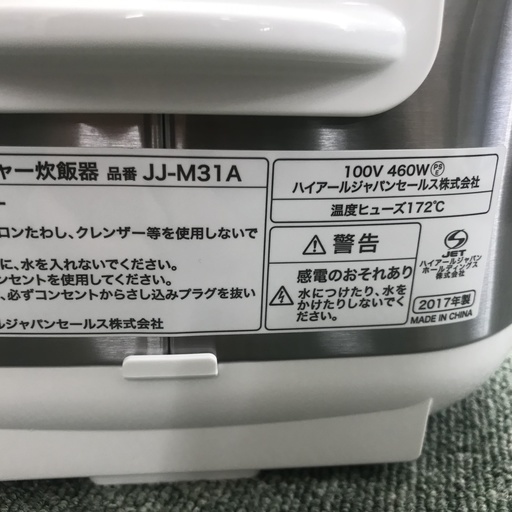 ャー炊飯器 品番 JJ-M31A
ー
ロンたわし、クレンザー等を使用しないで
に、水を入れないでください。
ンセントを使用してください。
、必ずコンセントからさし込みプラグを抜い
ールジャパンセールス株式会社
100V 460W
PS
E
ハイアールジャパンセールス株式会社
温度ヒューズ172℃
警告
感電のおそれあり
水につけたり、水を
かけたりしないでく
ださい。
JET
ハイアールジャパン
ホールディングス
株式会社
2017年製
MADE IN CHINA